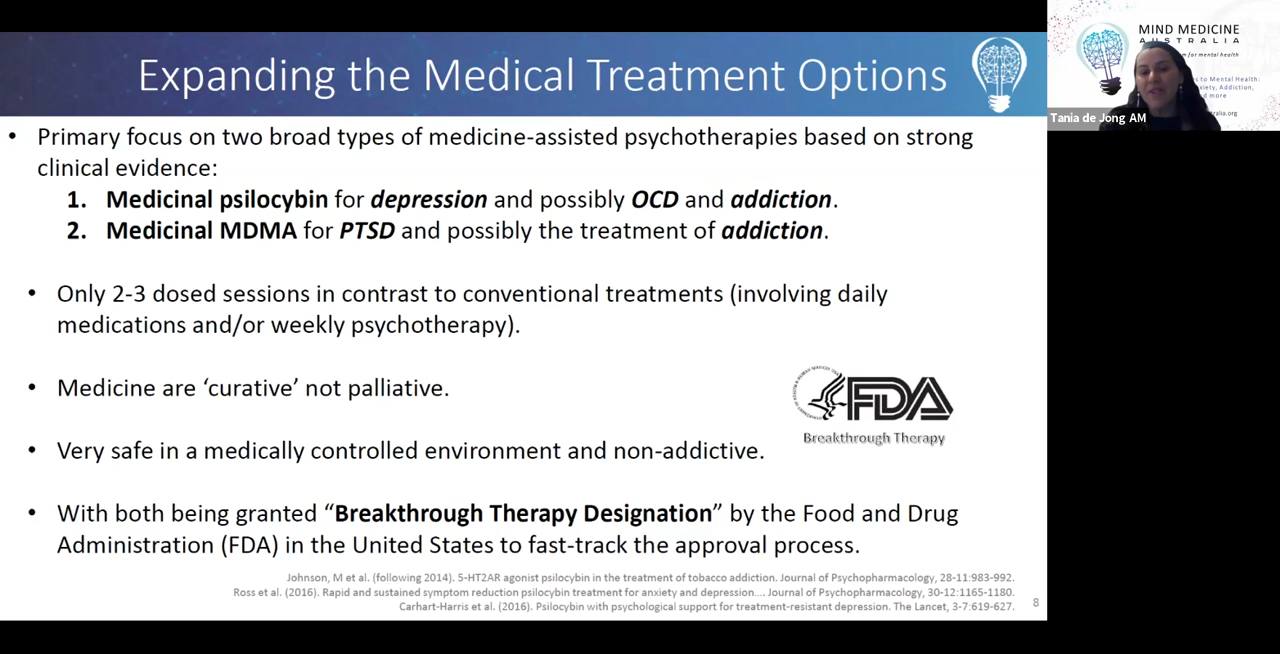 Expanding the Medical Treatment Options
• Primary focus on two broad types of medicine-assisted psychotherapies based on strong
clinical evidence:
1. Medicinal psilocybin for depression and possibly OCD and addiction.
2. Medicinal MDMA for PTSD and possibly the treatment of addiction.
• Only 2-3 dosed sessions in contrast to conventional treatments (involving daily
medications and/or weekly psychotherapy).
• Medicine are ‘curative’ not palliative.
• Very safe in a medically controlled environment and non-addictive.
• With both being granted “Breakthrough Therapy Designation” by the Food and Drug
Administration (FDA) in the United States to fast-track the approval process.
FDA
Breakthrough Therapy
Johnson, M et al. (following 2014). 5-HT2AR agonist psilocybin in the treatment of tobacco addiction. Journal of Psychopharmacology, 28-11:983-992.
Ross et al. (2016). Rapid and sustained symptom reduction psilocybin treatment for anxiety and depression.... Journal of Psychopharmacology, 30-12:1165-1180.
Carhart-Harris et al. (2016). Psilocybin with psychological support for treatment-resistant depression. The Lancet, 3-7:619-627.
8
MIND MEDICINE
AUSTRALIA
for mental health
to Mental Health:
Addiction,
more
Tania de Jong AM